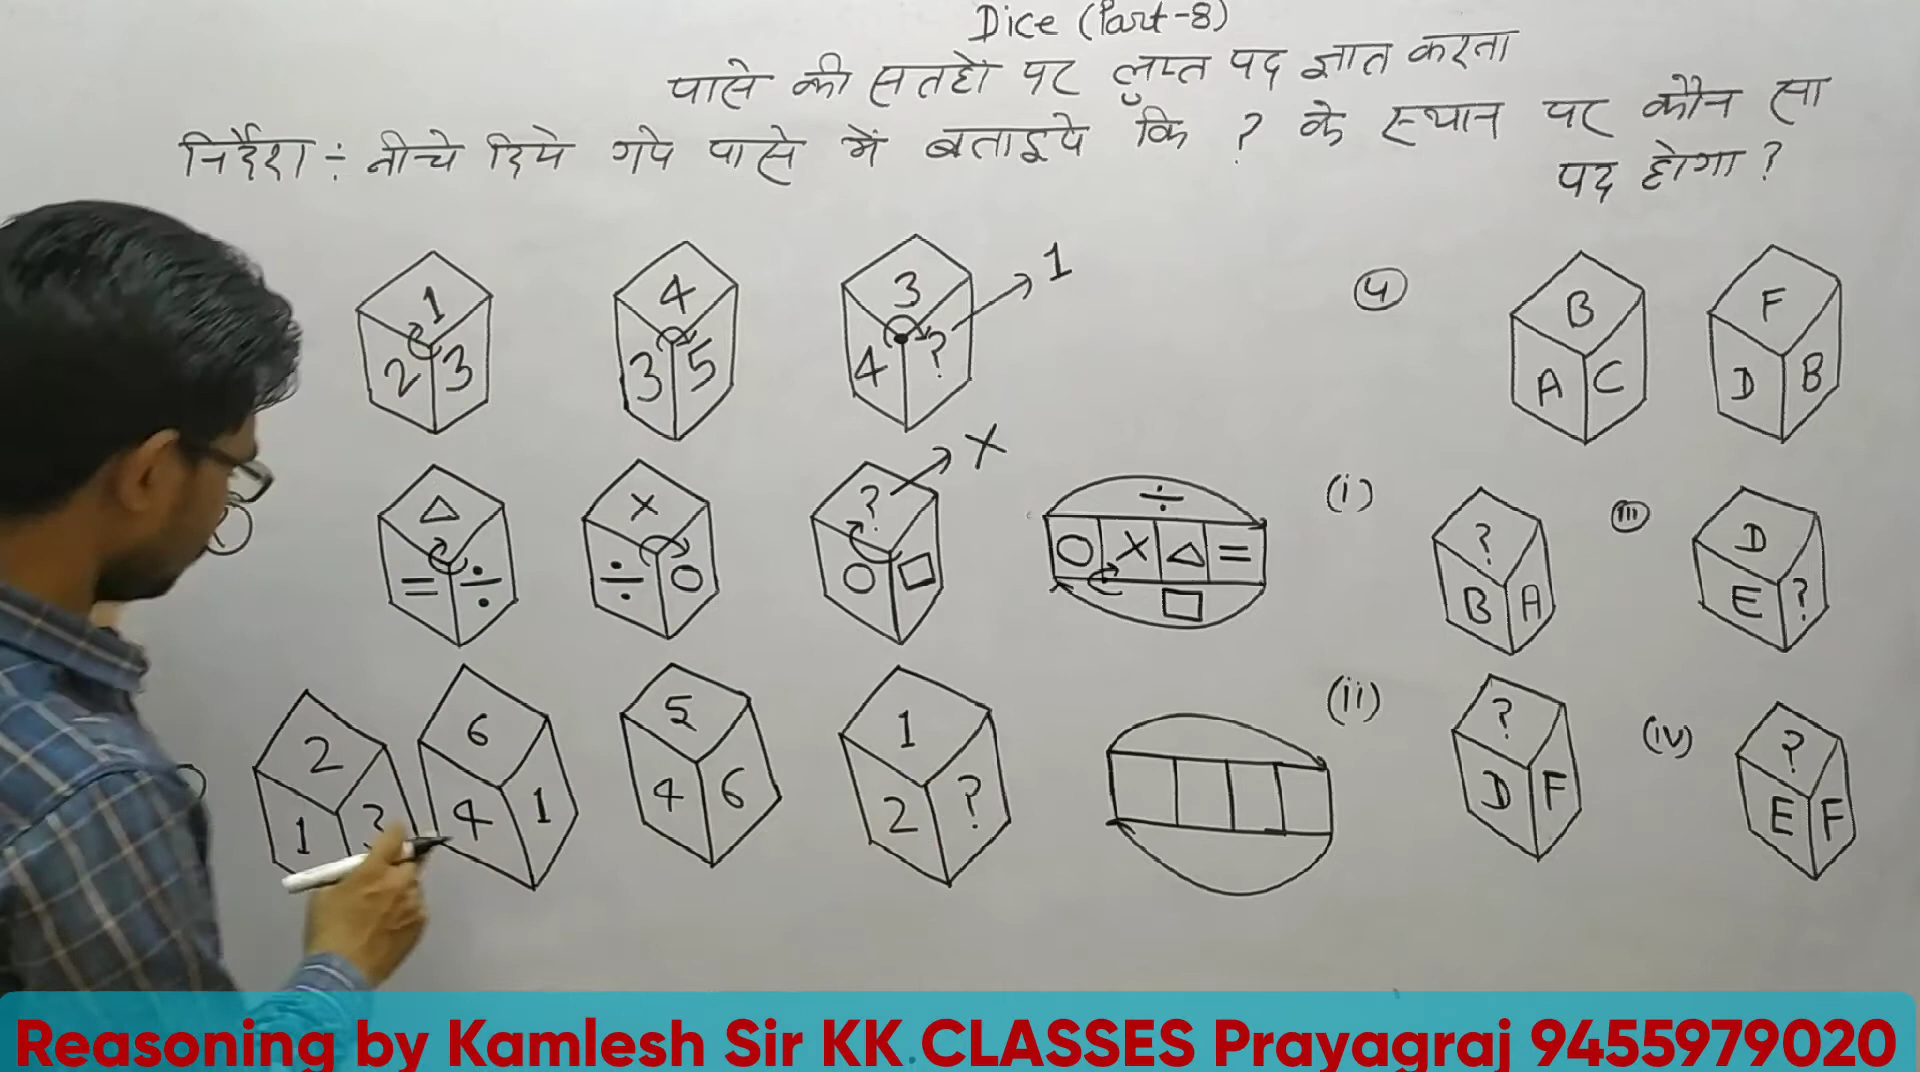 Dice (Part-8)
पासे की सतहों पर लुप्त पद ज्ञात करना
निर्देश ÷ नीचे दिये गये पासे में बताइये कि ? के स्थान पर कौन सा
पद होगा ?
1 2 3
4 3 5
3 4 ? 1
4
B A C
F D B
△ = ÷
× ÷ ○
? ○ □ ×
÷
○ × △ =
□
(i)
? B A
iii
D E ?
2 1 3
6 4 1
5 4 6
1 2 ?
(ii)
? D F
(iv)
? E F
Reasoning by Kamlesh Sir KK CLASSES Prayagraj 9455979020